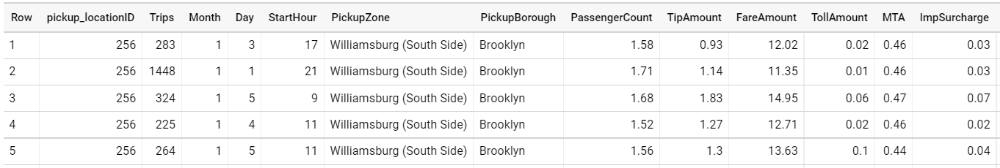 Row pickup_locationID Trips Month Day StartHour PickupZone PickupBorough PassengerCount TipAmount FareAmount TollAmount MTA ImpSurcharge
1 256 283 1 3 17 Williamsburg (South Side) Brooklyn 1.58 0.93 12.02 0.02 0.46 0.03
2 256 1448 1 1 21 Williamsburg (South Side) Brooklyn 1.71 1.14 11.35 0.01 0.46 0.03
3 256 324 1 5 9 Williamsburg (South Side) Brooklyn 1.68 1.83 14.95 0.06 0.47 0.07
4 256 225 1 4 11 Williamsburg (South Side) Brooklyn 1.52 1.27 12.71 0.02 0.46 0.02
5 256 264 1 5 11 Williamsburg (South Side) Brooklyn 1.56 1.3 13.63 0.1 0.44 0.04